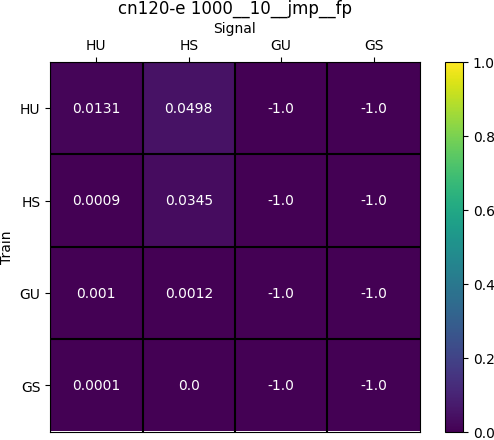 cn120-e 1000__10__jmp__fp
Signal
HU HS GU GS
HU 0.0131 0.0498 -1.0 -1.0
HS 0.0009 0.0345 -1.0 -1.0
GU 0.001 0.0012 -1.0 -1.0
GS 0.0001 0.0 -1.0 -1.0
Train
1.0
0.8
0.6
0.4
0.2
0.0